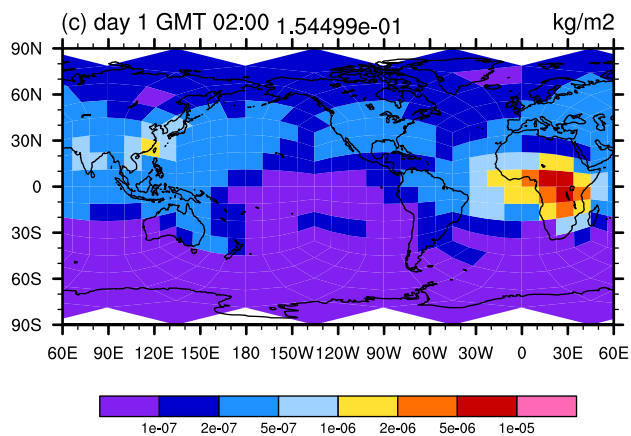 (c) day 1 GMT 02:00 1.54499e-01 kg/m2
90N
60N
30N
0
30S
60S
90S
60E 90E 120E 150E 180 150W 120W 90W 60W 30W 0 30E 60E
1e-07 2e-07 5e-07 1e-06 2e-06 5e-06 1e-05